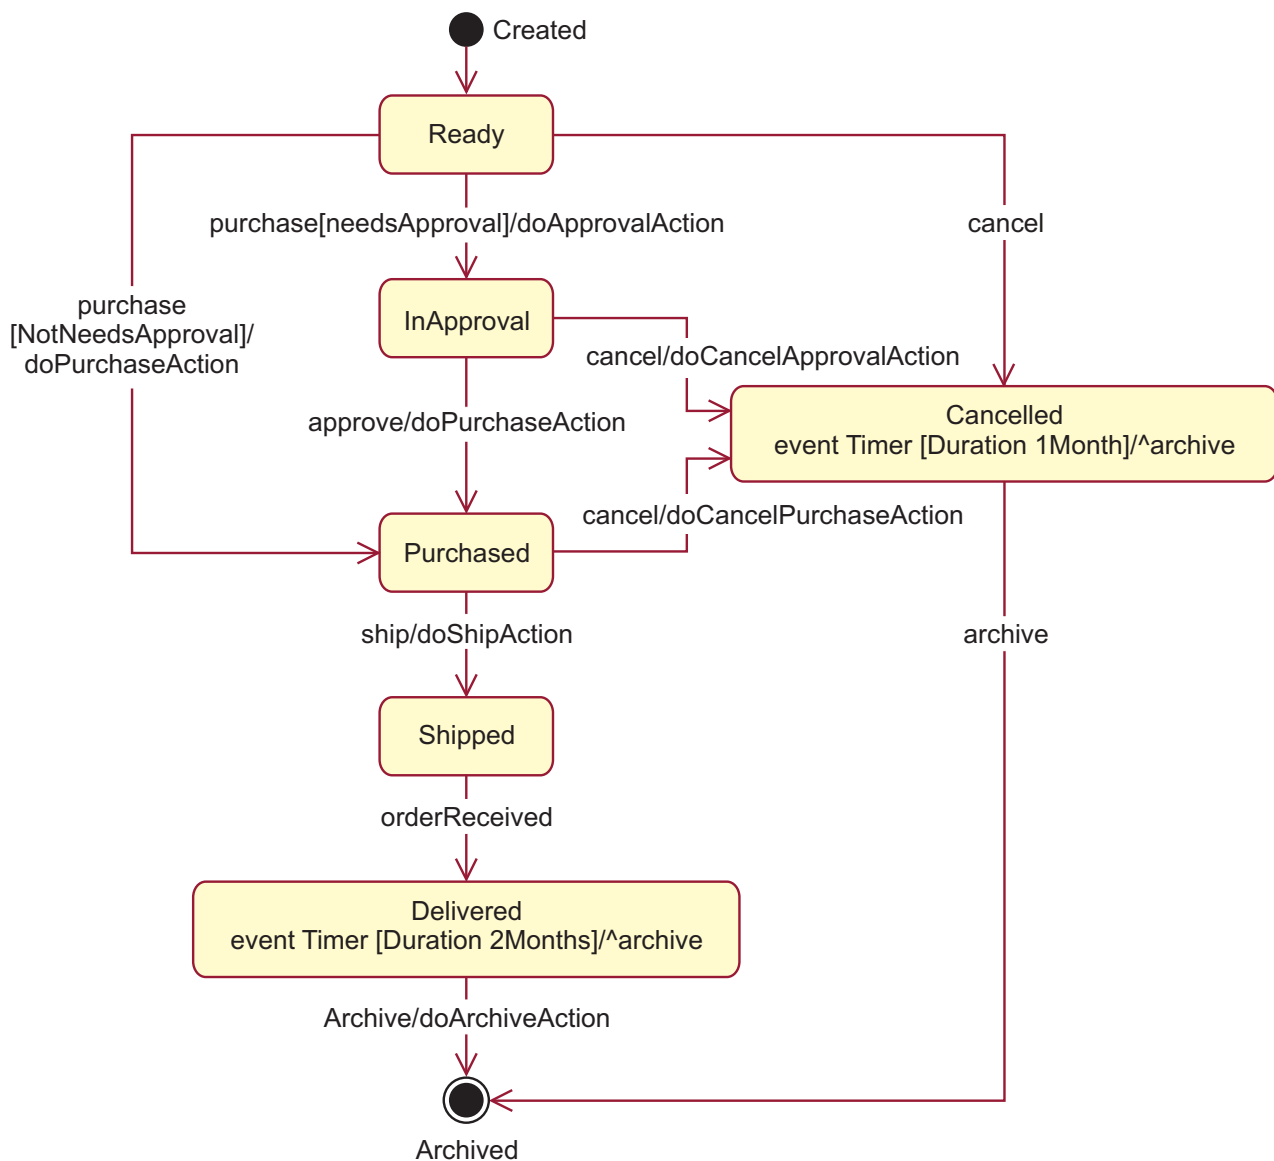 Created
Ready
purchase[needsApproval]/doApprovalAction
cancel
purchase
[NotNeedsApproval]/
doPurchaseAction
InApproval
cancel/doCancelApprovalAction
approve/doPurchaseAction
Cancelled
event Timer [Duration 1Month]/^archive
cancel/doCancelPurchaseAction
Purchased
ship/doShipAction
archive
Shipped
orderReceived
Delivered
event Timer [Duration 2Months]/^archive
Archive/doArchiveAction
Archived